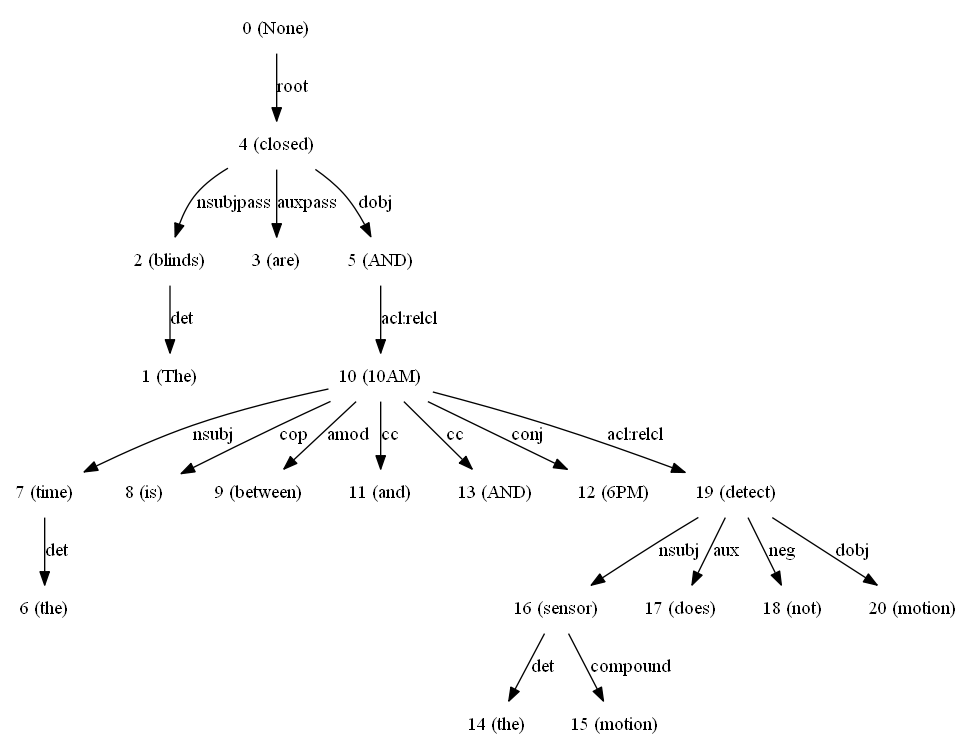 0 (None)
root
4 (closed)
nsubjpass auxpass dobj
2 (blinds) 3 (are) 5 (AND)
det acl:relcl
1 (The) 10 (10AM)
nsubj cop amod cc cc conj acl:relcl
7 (time) 8 (is) 9 (between) 11 (and) 13 (AND) 12 (6PM) 19 (detect)
det nsubj aux neg dobj
6 (the) 16 (sensor) 17 (does) 18 (not) 20 (motion)
det compound
14 (the) 15 (motion)